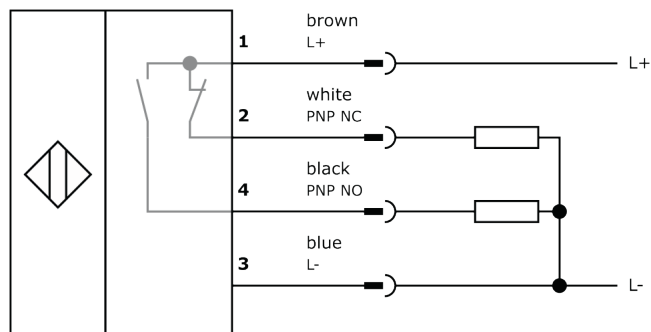 brown
1 L+ L+
white
2 PNP NC
black
4 PNP NO
blue
3 L- L-